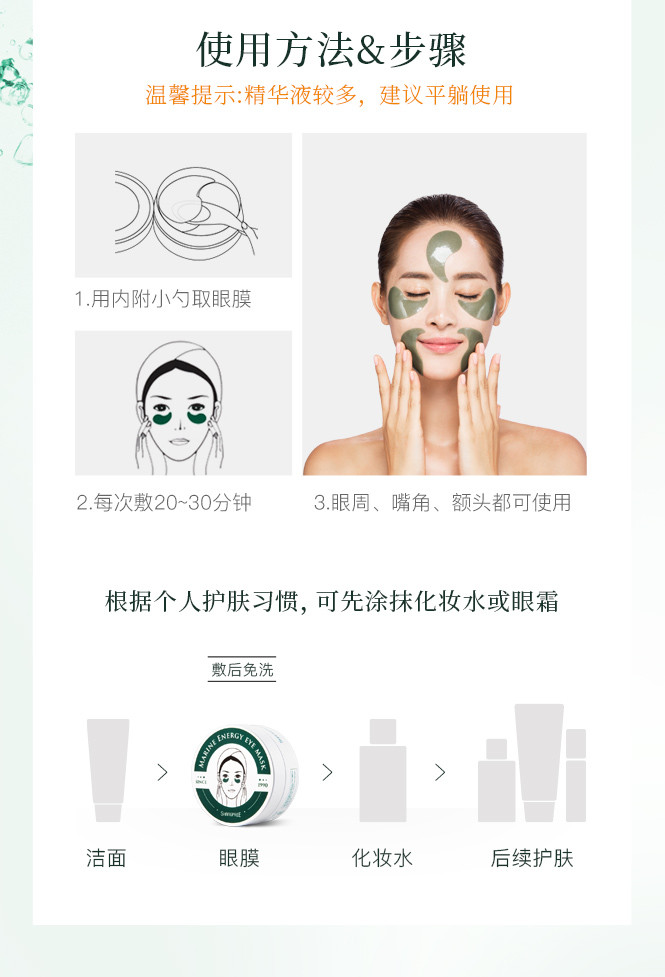 使用方法&步骤
温馨提示:精华液较多，建议平躺使用
1.用内附小勺取眼膜
2.每次敷20~30分钟
3.眼周、嘴角、额头都可使用
根据个人护肤习惯，可先涂抹化妆水或眼霜
敷后免洗
MARINE ENERGY EYE MASK
SINCE
1990
洁面
眼膜
化妆水
后续护肤